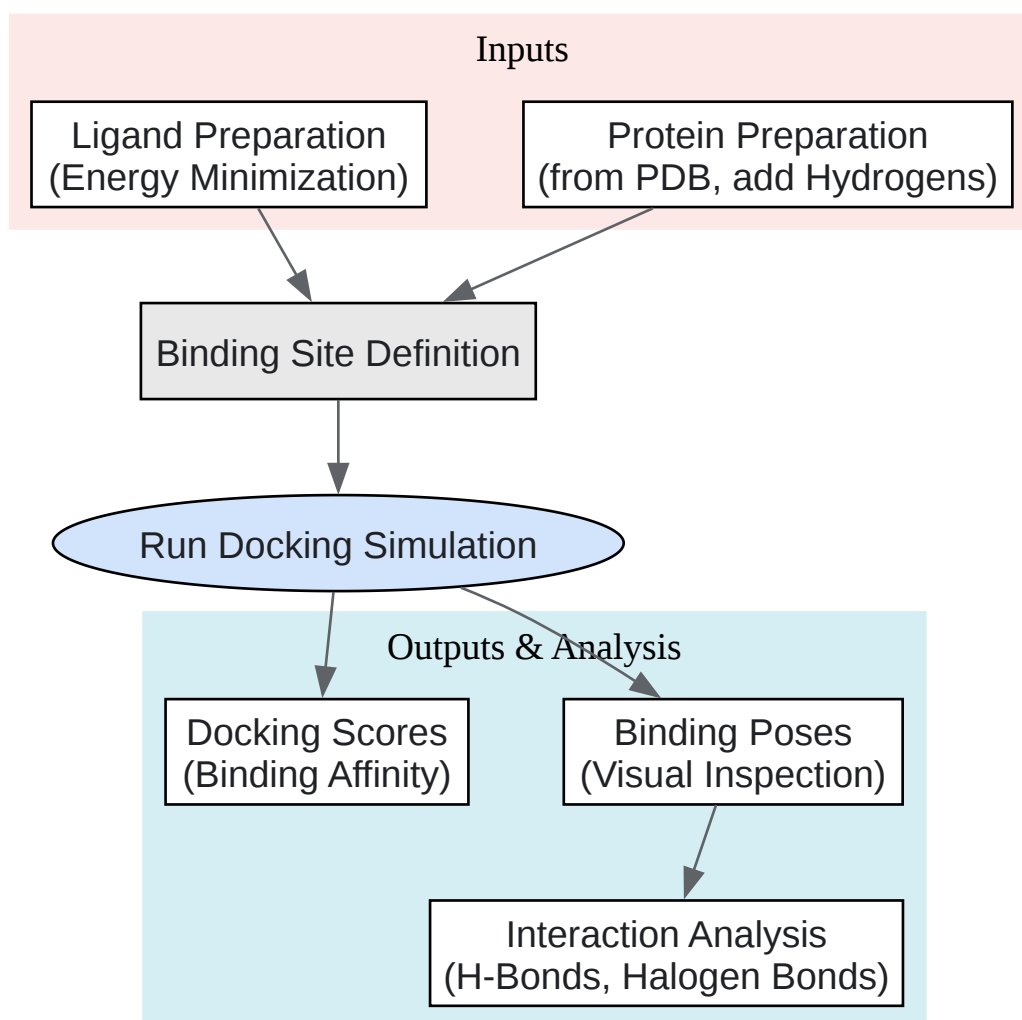 Inputs
Ligand Preparation
(Energy Minimization)
Protein Preparation
(from PDB, add Hydrogens)
Binding Site Definition
Run Docking Simulation
Outputs & Analysis
Docking Scores
(Binding Affinity)
Binding Poses
(Visual Inspection)
Interaction Analysis
(H-Bonds, Halogen Bonds)